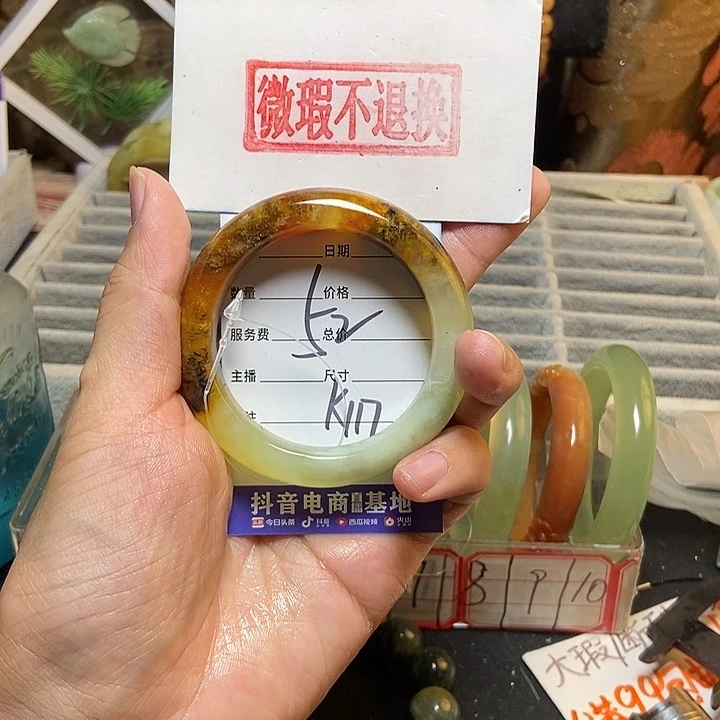 微瑕不退换
日期
数量 价格
52
服务费 总价
主播 尺寸
K117
注
抖音电商 基地
今日头条 抖音 西瓜视频 火山
8 9 10
大瑕